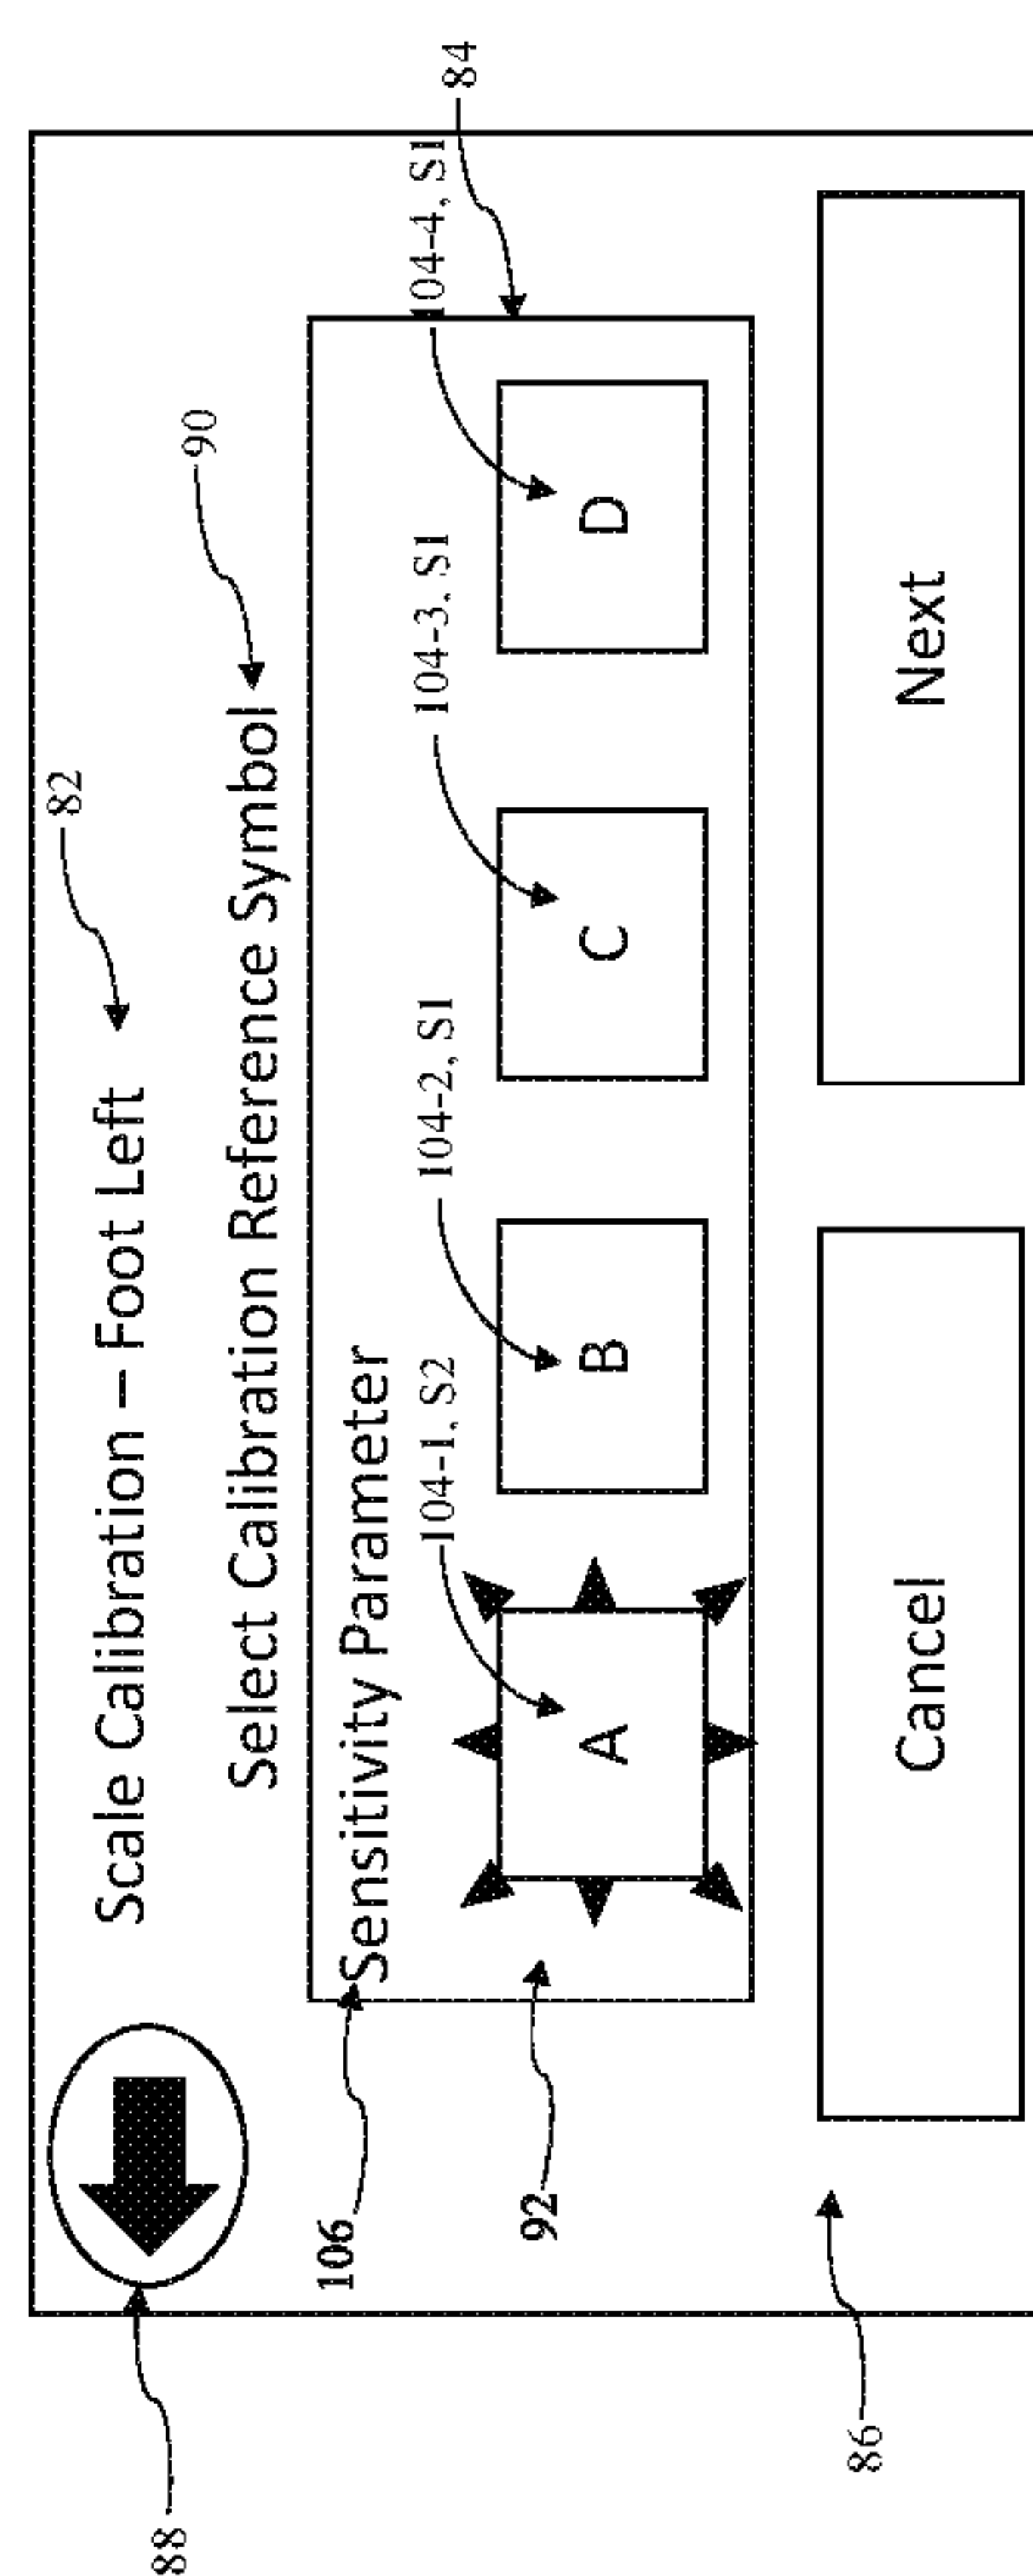 84
82
Scale Calibration – Foot Left
90
Select Calibration Reference Symbol
88
106
Sensitivity Parameter
104-1, S2
104-2, S1
104-3, S1
104-4, S1
92
A
B
C
D
86
Cancel
Next